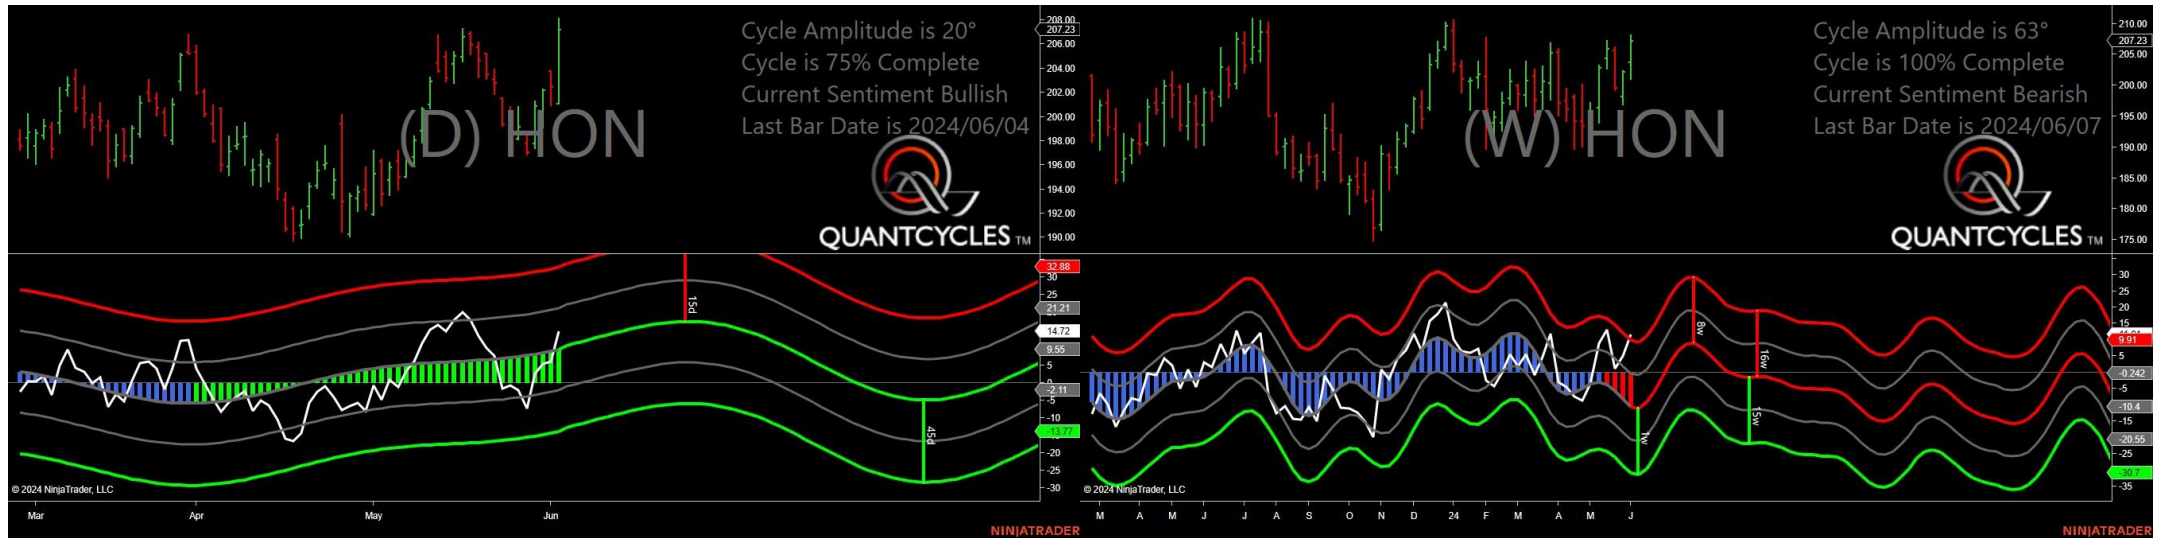 Cycle Amplitude is 20°
Cycle is 75% Complete
Current Sentiment Bullish
Last Bar Date is 2024/06/04
(D) HON
QUANTCYCLES TM
208.00
207.23
206.00
204.00
202.00
200.00
198.00
196.00
194.00
192.00
190.00
15d
45d
32.88
30
25
21.21
14.72
9.55
5
0
-2.11
-5
-10
-13.77
-20
-25
-30
© 2024 NinjaTrader, LLC
Mar
Apr
May
Jun
NINJATRADER
Cycle Amplitude is 63°
Cycle is 100% Complete
Current Sentiment Bearish
Last Bar Date is 2024/06/07
(W) HON
QUANTCYCLES TM
210.00
207.23
205.00
200.00
195.00
190.00
185.00
180.00
175.00
8w
16w
15w
1w
30
25
20
15
9.91
5
-0.242
-5
-10.4
-15
-20.55
-25
-30.7
-35
© 2024 NinjaTrader, LLC
M A M J J A S O N D 24 F M A M J
NINJATRADER